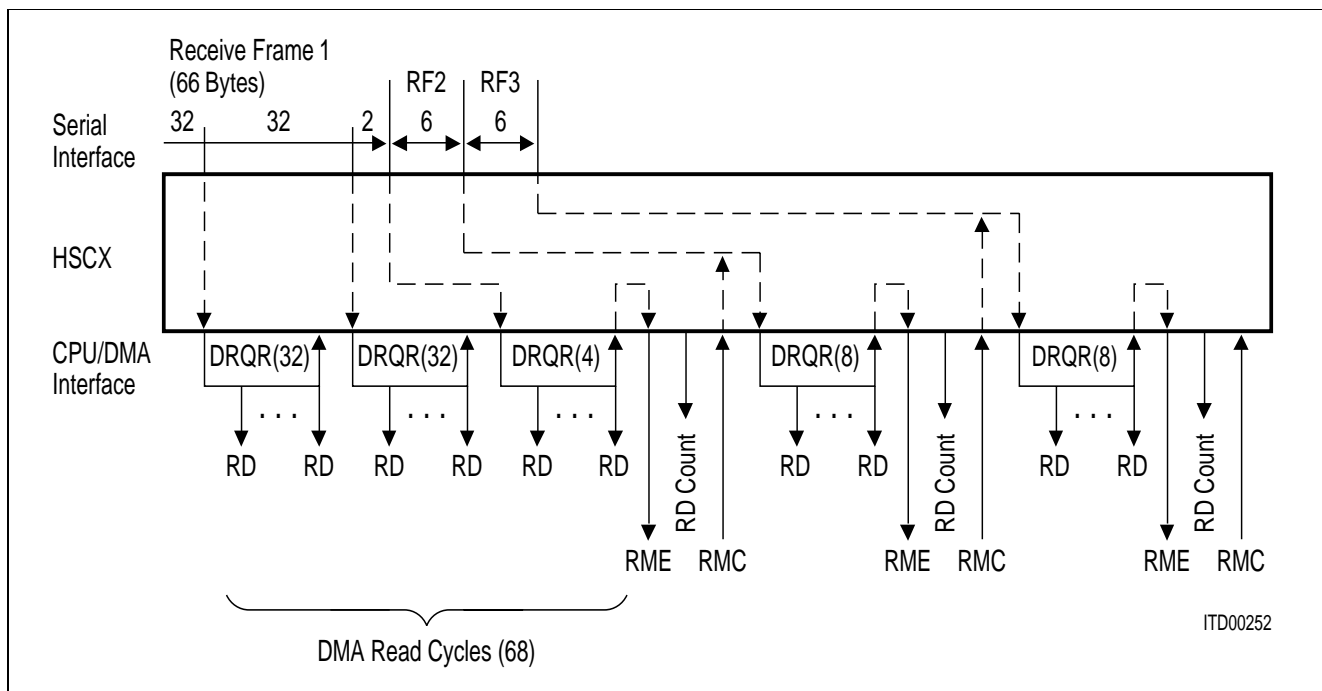 Receive Frame 1
(66 Bytes)
RF2 RF3
32 32 2 6 6
Serial
Interface
HSCX
CPU/DMA
Interface
DRQR(32) DRQR(32) DRQR(4) DRQR(8) DRQR(8)
. . . . . . . . . . . . . . .
RD RD RD RD RD RD RD Count RD RD RD Count RD RD RD Count
RME RMC RME RMC RME RMC
ITD00252
DMA Read Cycles (68)